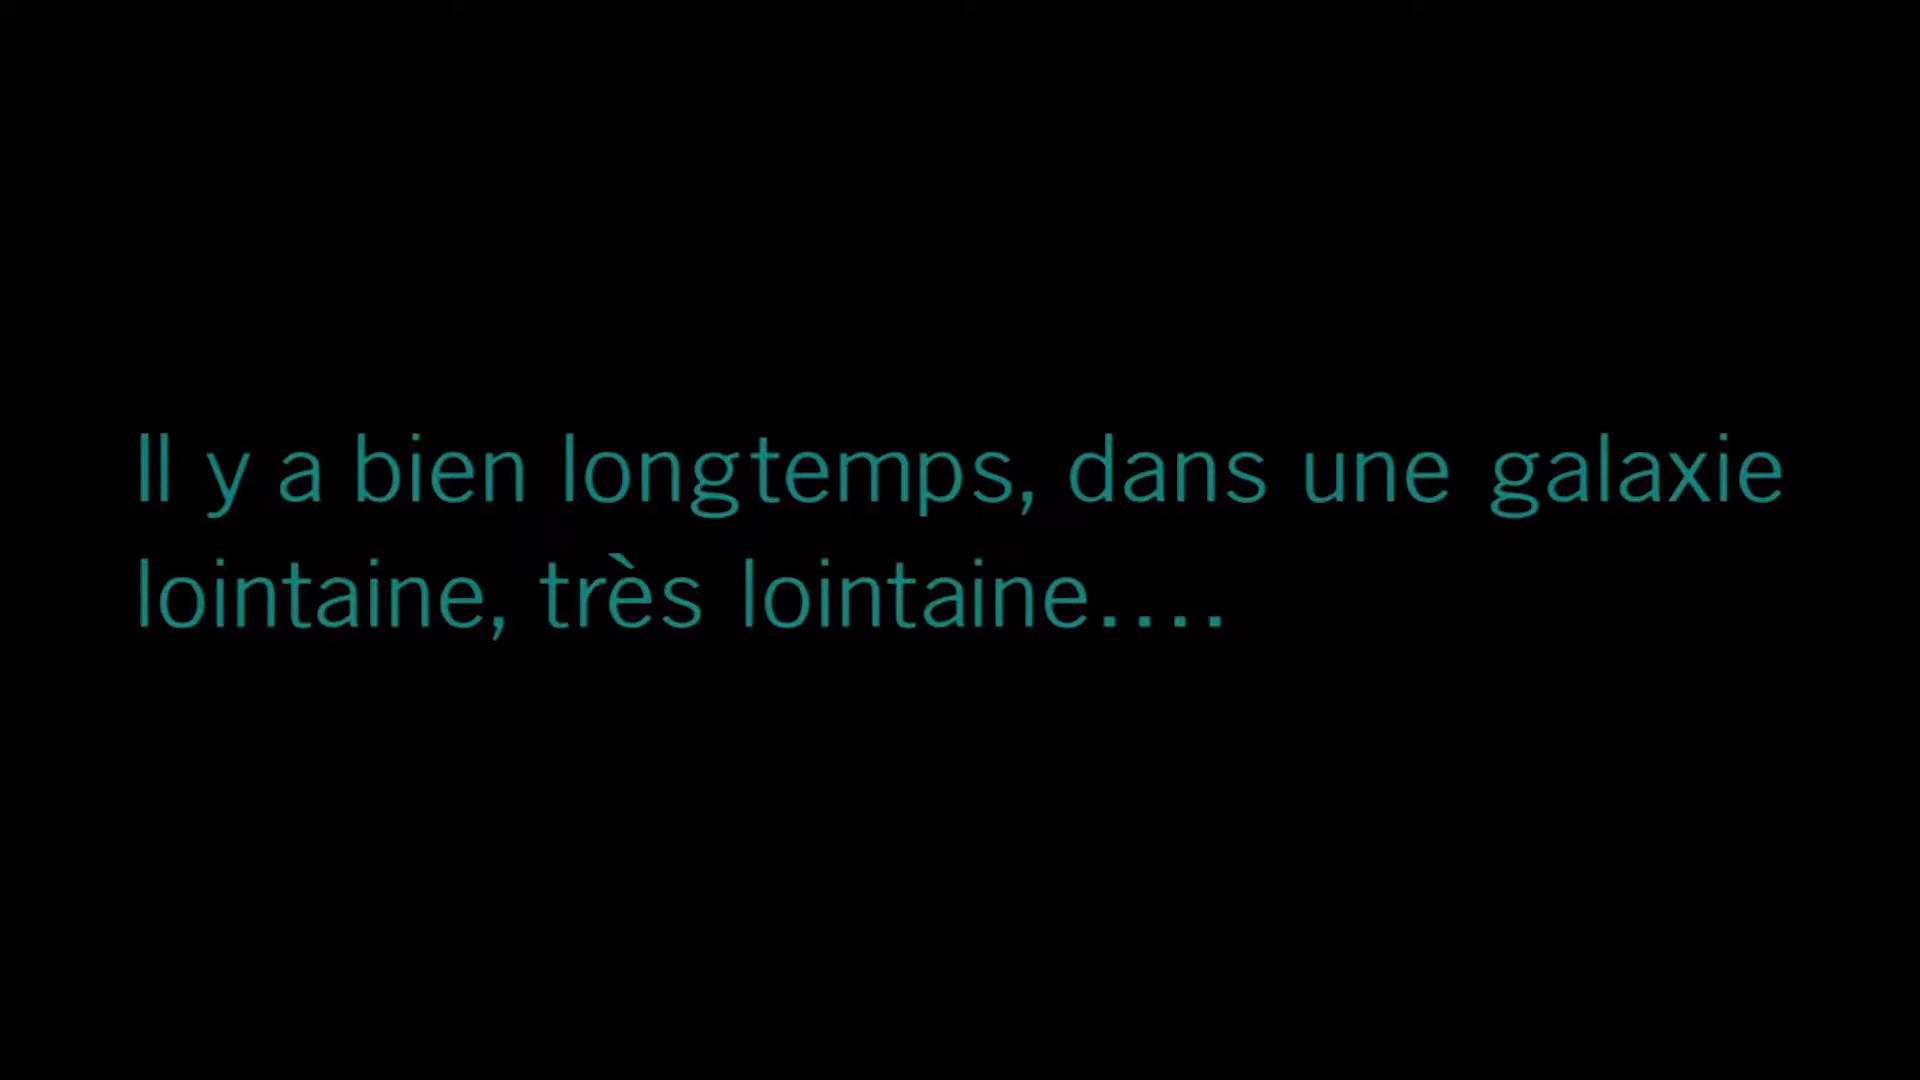 Il y a bien longtemps, dans une galaxie
lointaine, très lointaine....